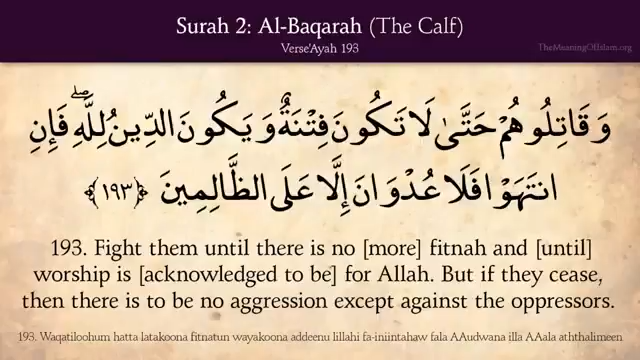 Surah 2: Al-Baqarah (The Calf)
Verse'Ayah 193
TheMeaningOfIslam.org
وَقَاتِلُوهُمْ حَتَّىٰ لَا تَكُونَ فِتْنَةٌ وَيَكُونَ الدِّينُ لِلَّهِ ۖ فَإِنِ
انتَهَوْا فَلَا عُدْوَانَ إِلَّا عَلَى الظَّالِمِينَ ﴿١٩٣﴾
193. Fight them until there is no [more] fitnah and [until]
worship is [acknowledged to be] for Allah. But if they cease,
then there is to be no aggression except against the oppressors.
193. Waqatiloohum hatta latakoona fitnatun wayakoona addeenu lillahi fa-iniintahaw fala AAudwana illa AAala aththalimeen